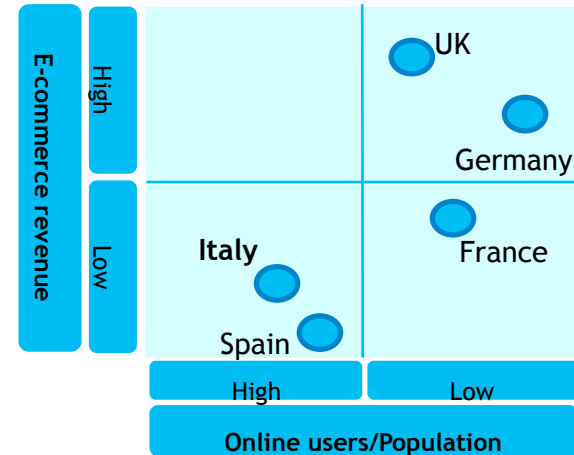 E-commerce revenue
High
Low
UK
Germany
Italy
France
Spain
High
Low
Online users/Population